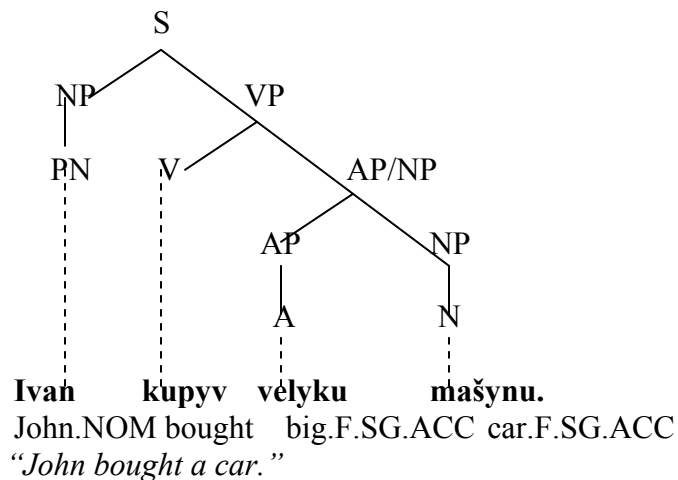 S
NP VP
PN V AP/NP
AP NP
A N
Ivan kupyv velyku mašynu.
John.NOM bought big.F.SG.ACC car.F.SG.ACC
“John bought a car.”